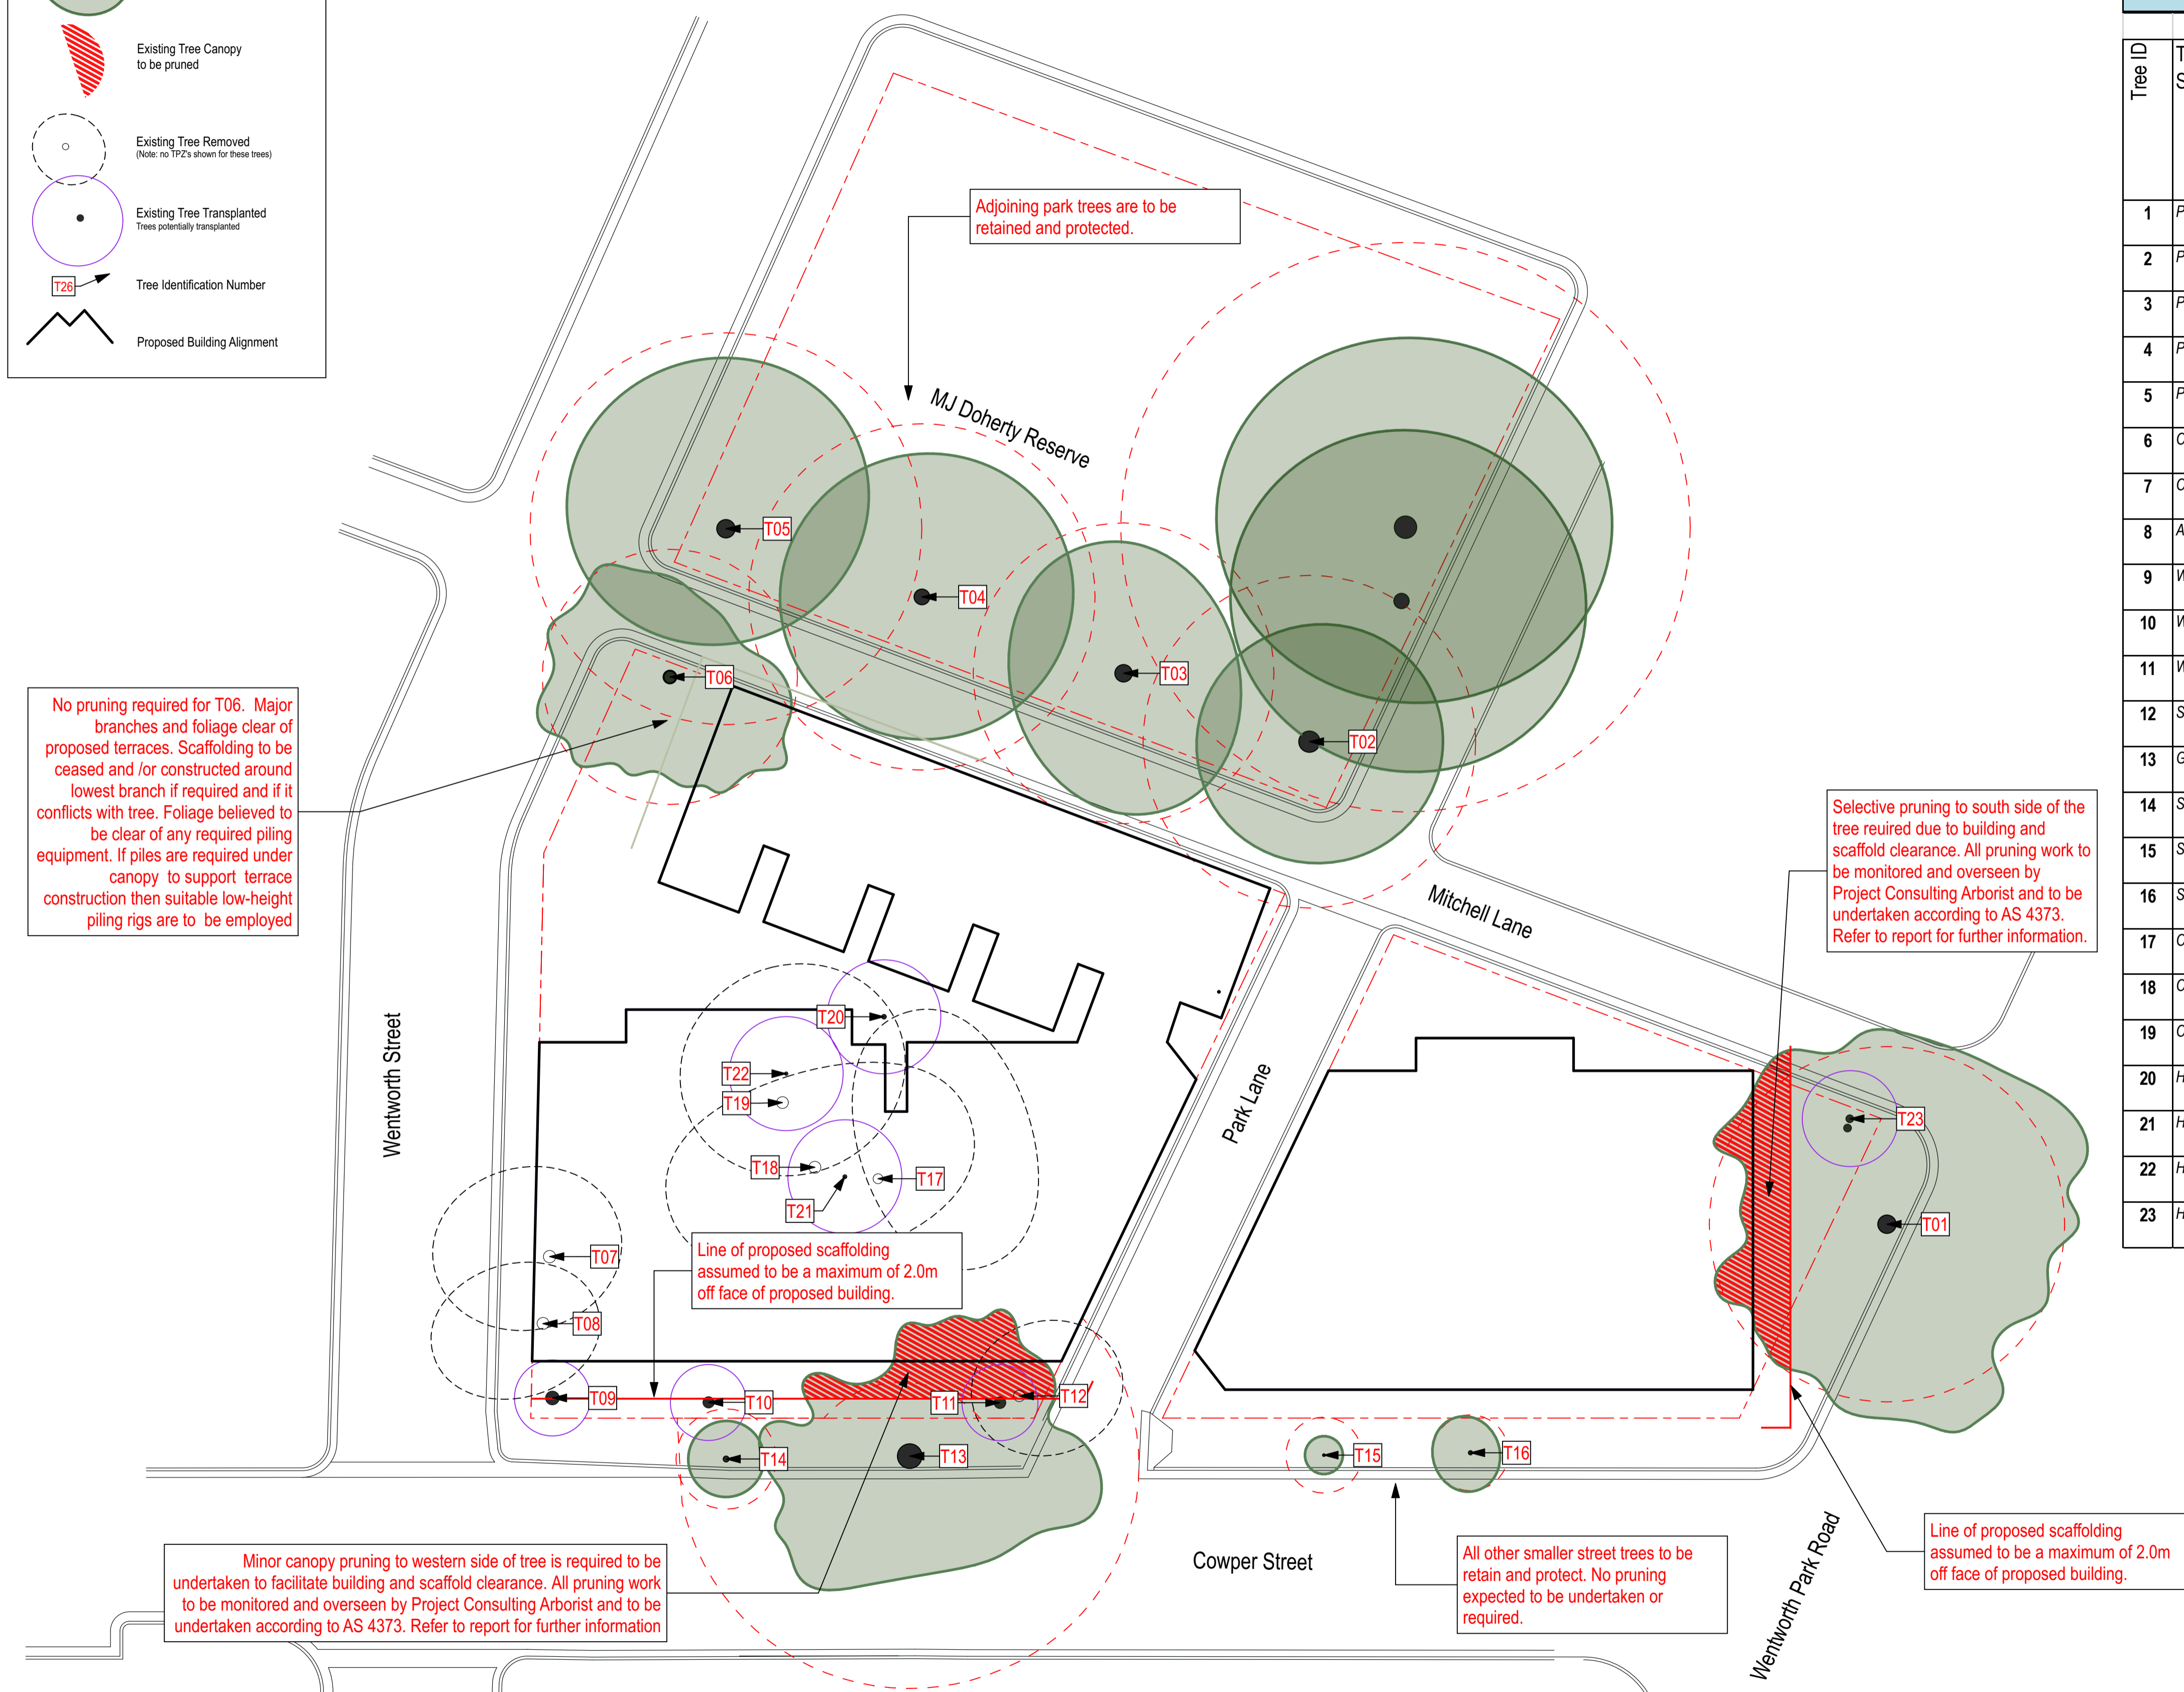 Existing Tree Canopy
to be pruned
Existing Tree Removed
(Note: no TPZ's shown for these trees)
Existing Tree Transplanted
Trees potentially transplanted
T26
Tree Identification Number
Proposed Building Alignment
Adjoining park trees are to be
retained and protected.
MJ Doherty Reserve
T05
T04
T03
T06
T02
No pruning required for T06. Major
branches and foliage clear of
proposed terraces. Scaffolding to be
ceased and /or constructed around
lowest branch if required and if it
conflicts with tree. Foliage believed to
be clear of any required piling
equipment. If piles are required under
canopy to support terrace
construction then suitable low-height
piling rigs are to be employed
Selective pruning to south side of the
tree reuired due to building and
scaffold clearance. All pruning work to
be monitored and overseen by
Project Consulting Arborist and to be
undertaken according to AS 4373.
Refer to report for further information.
Mitchell Lane
Wentworth Street
Park Lane
T20
T22
T19
T18
T17
T21
T23
T01
T07
T08
Line of proposed scaffolding
assumed to be a maximum of 2.0m
off face of proposed building.
T09
T10
T11
T12
T14
T13
T15
T16
Minor canopy pruning to western side of tree is required to be
undertaken to facilitate building and scaffold clearance. All pruning work
to be monitored and overseen by Project Consulting Arborist and to be
undertaken according to AS 4373. Refer to report for further information
Cowper Street
All other smaller street trees to be
retain and protect. No pruning
expected to be undertaken or
required.
Wentworth Park Road
Line of proposed scaffolding
assumed to be a maximum of 2.0m
off face of proposed building.
Tree ID
1
2
3
4
5
6
7
8
9
10
11
12
13
14
15
16
17
18
19
20
21
22
23